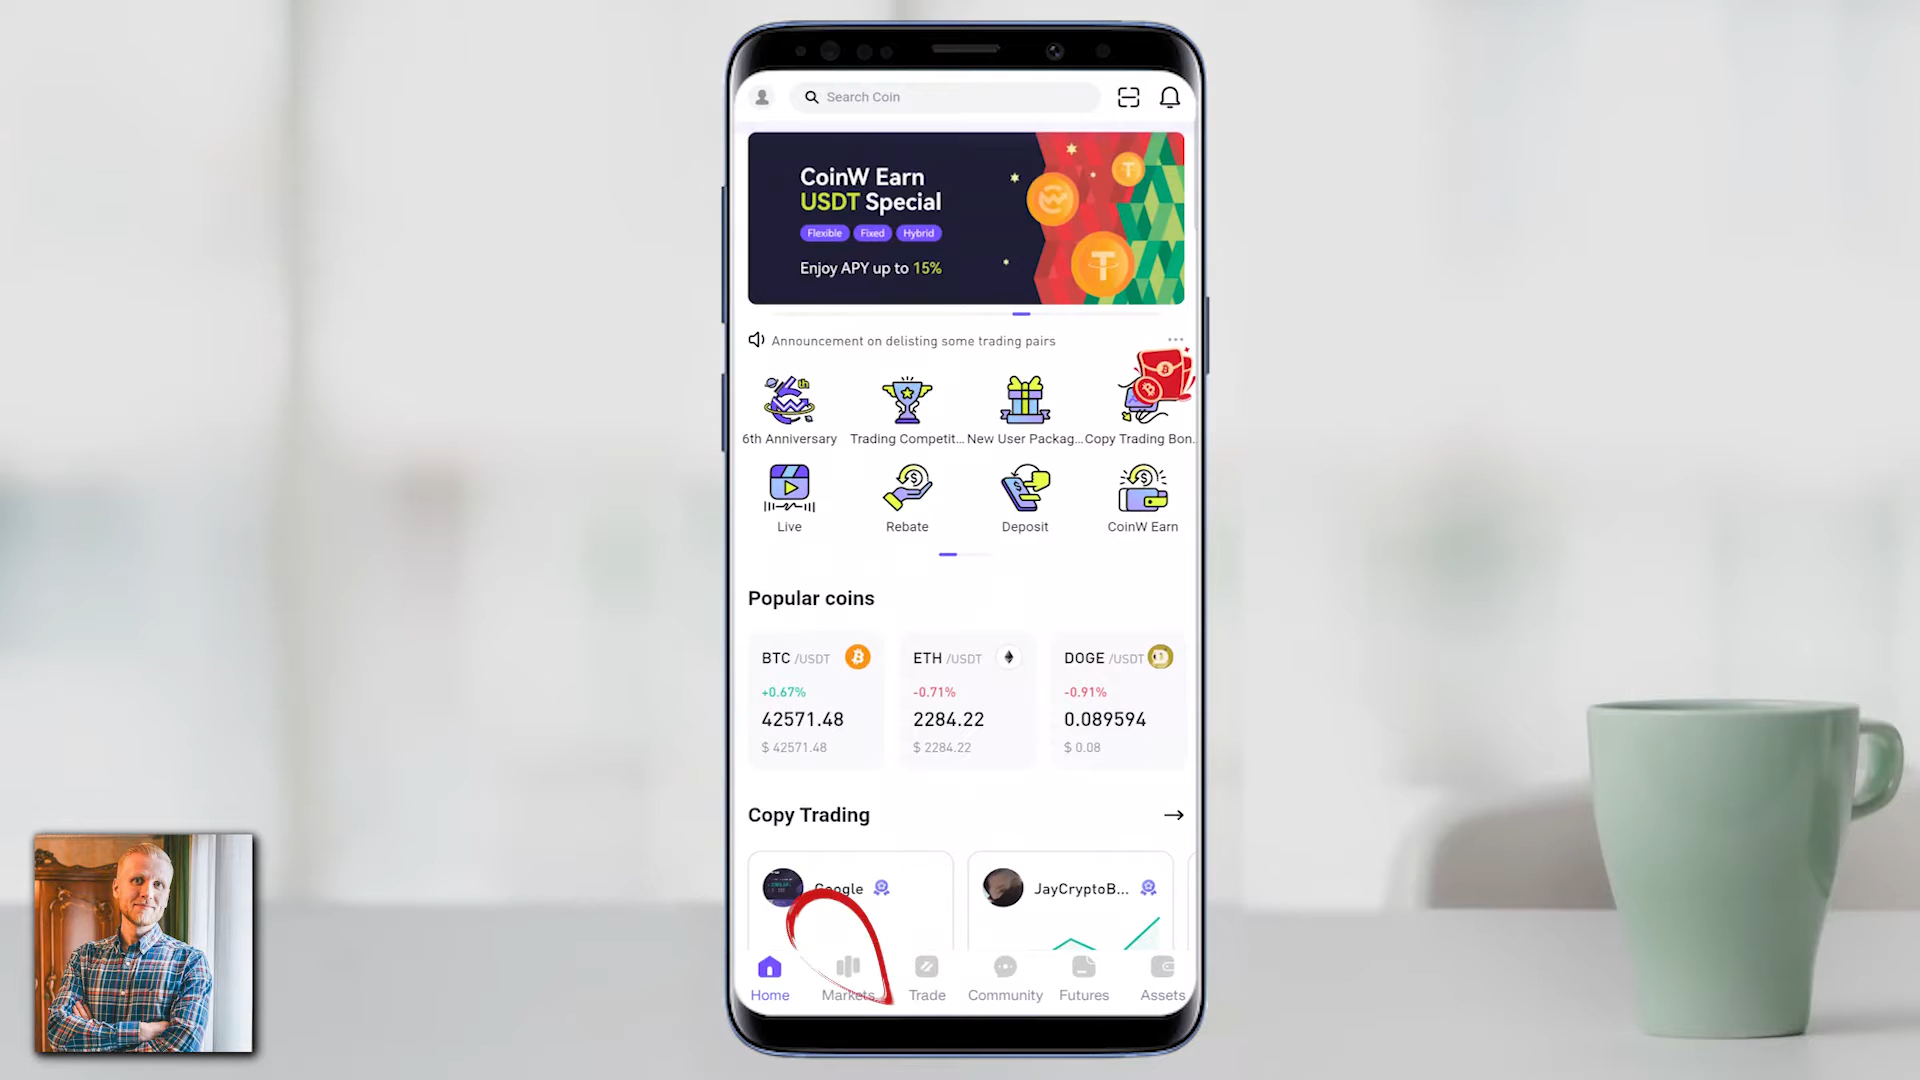 Search Coin
CoinW Earn
USDT Special
Flexible Fixed Hybrid
Enjoy APY up to 15%
Announcement on delisting some trading pairs
6th Anniversary Trading Competit... New User Packag... Copy Trading Bon..
Live Rebate Deposit CoinW Earn
Popular coins
BTC /USDT ETH /USDT DOGE /USDT
+0.67% -0.71% -0.91%
42571.48 2284.22 0.089594
$ 42571.48 $ 2284.22 $ 0.08
Copy Trading
Google JayCryptoB...
Home Markets Trade Community Futures Assets